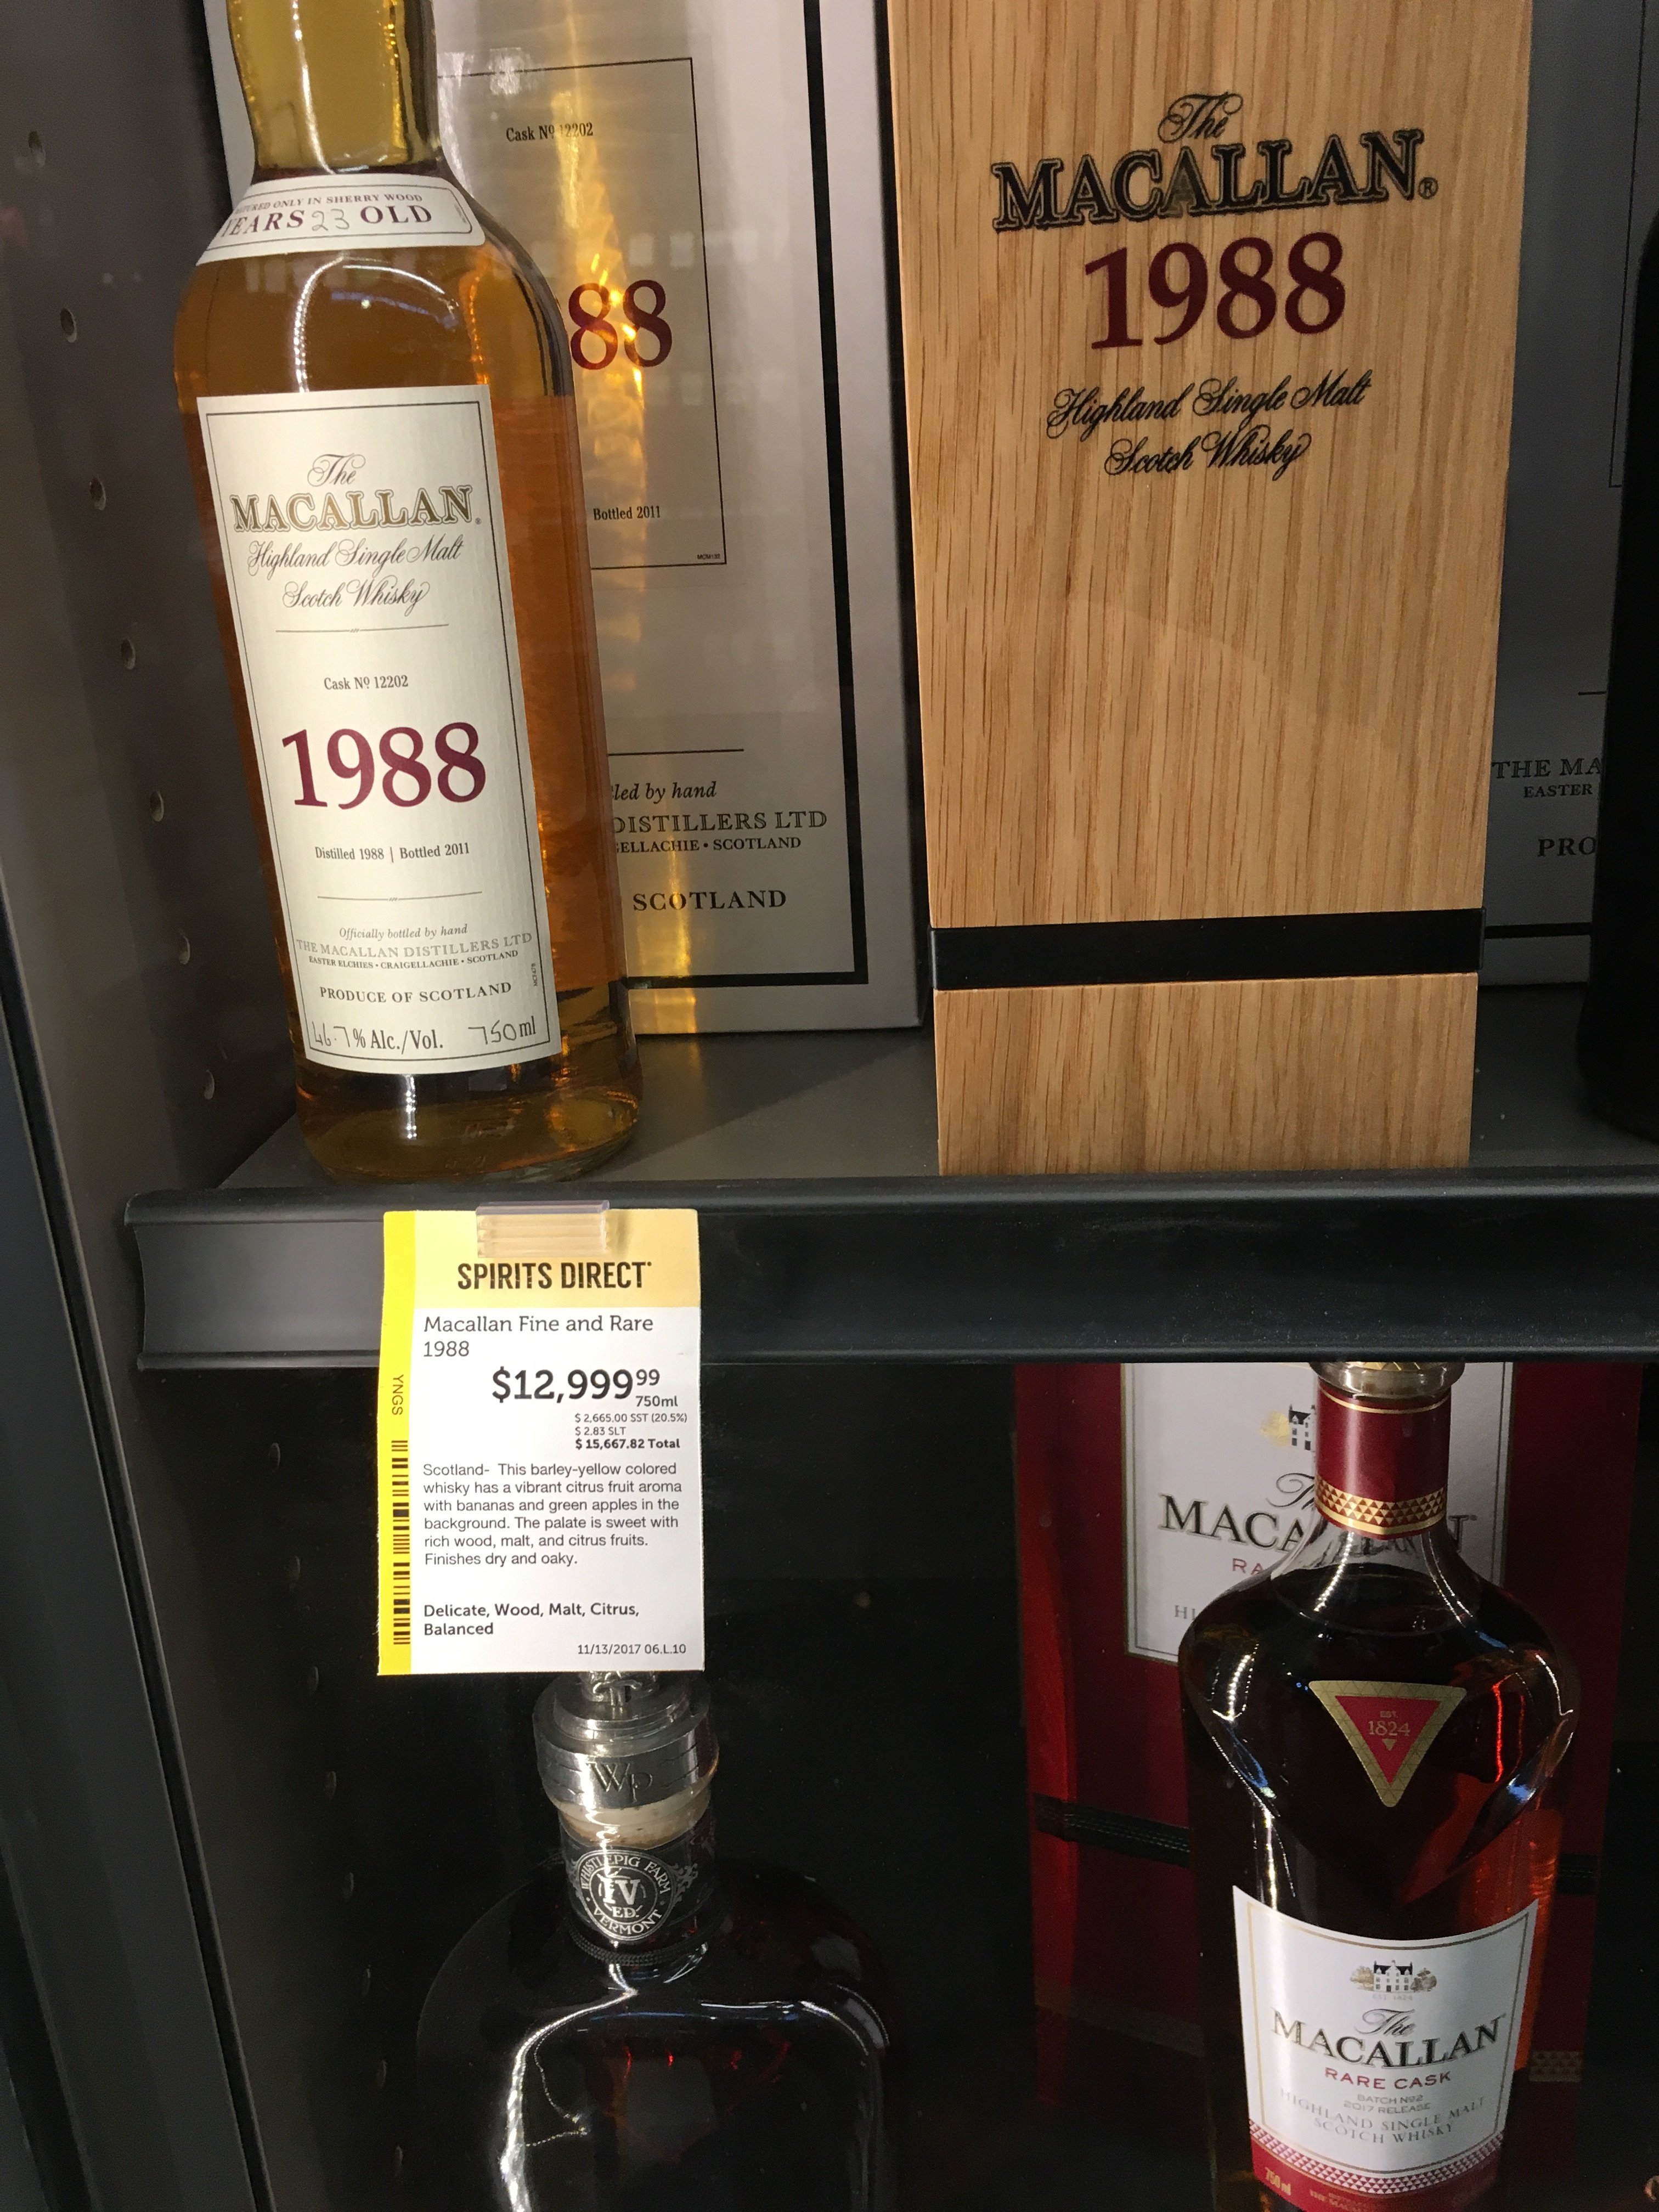 Cask Nº 12202
MATURED ONLY IN SHERRY WOOD
YEARS 23 OLD
88
Bottled 2011
The
MACALLAN.
Highland Single Malt
Scotch Whisky
Cask Nº 12202
1988
Distilled 1988 | Bottled 2011
Officially bottled by hand
THE MACALLAN DISTILLERS LTD
EASTER ELCHIES • CRAIGELLACHIE • SCOTLAND
PRODUCE OF SCOTLAND
46.7% Alc./Vol. 750ml
by hand
DISTILLERS LTD
SCOTLAND
SCOTLAND
The
MACALLAN®
1988
Highland Single Malt
Scotch Whisky
THE MA
EASTER
PRO
SPIRITS DIRECT
Macallan Fine and Rare
1988
$12,999.99
750ml
$ 2,665.00 SST (20.5%)
$ 2.83 SLT
$ 15,667.82 Total
YNGS
Scotland- This barley-yellow colored
whisky has a vibrant citrus fruit aroma
with bananas and green apples in the
background. The palate is sweet with
rich wood, malt, and citrus fruits.
Finishes dry and oaky.
Delicate, Wood, Malt, Citrus,
Balanced
11/13/2017 06.L.10
WP
WHISTLEPIG FARM
IV
ED.
VERMONT
MACA
RA
EST.
1824
EST. 1824
The
MACALLAN
RARE CASK
BATCH Nº2
2017 RELEASE
HIGHLAND SINGLE MALT
SCOTCH WHISKY
750ml